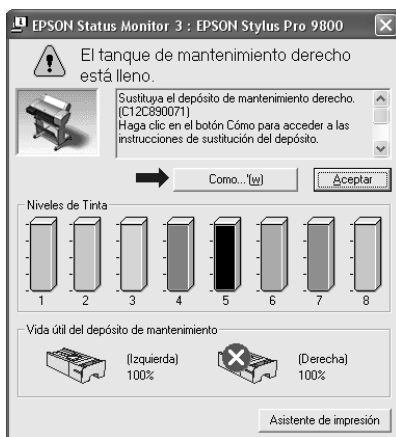 EPSON Status Monitor 3 : EPSON Stylus Pro 9800
El tanque de mantenimiento derecho
está lleno.
Sustituya el depósito de mantenimiento derecho.
(C12C890071)
Haga clic en el botón Cómo para acceder a las
instrucciones de sustitución del depósito.
Como...'(w)
Aceptar
Niveles de Tinta
1 2 3 4 5 6 7 8
Vida útil del depósito de mantenimiento
(Izquierda) (Derecha)
100% 100%
Asistente de impresión